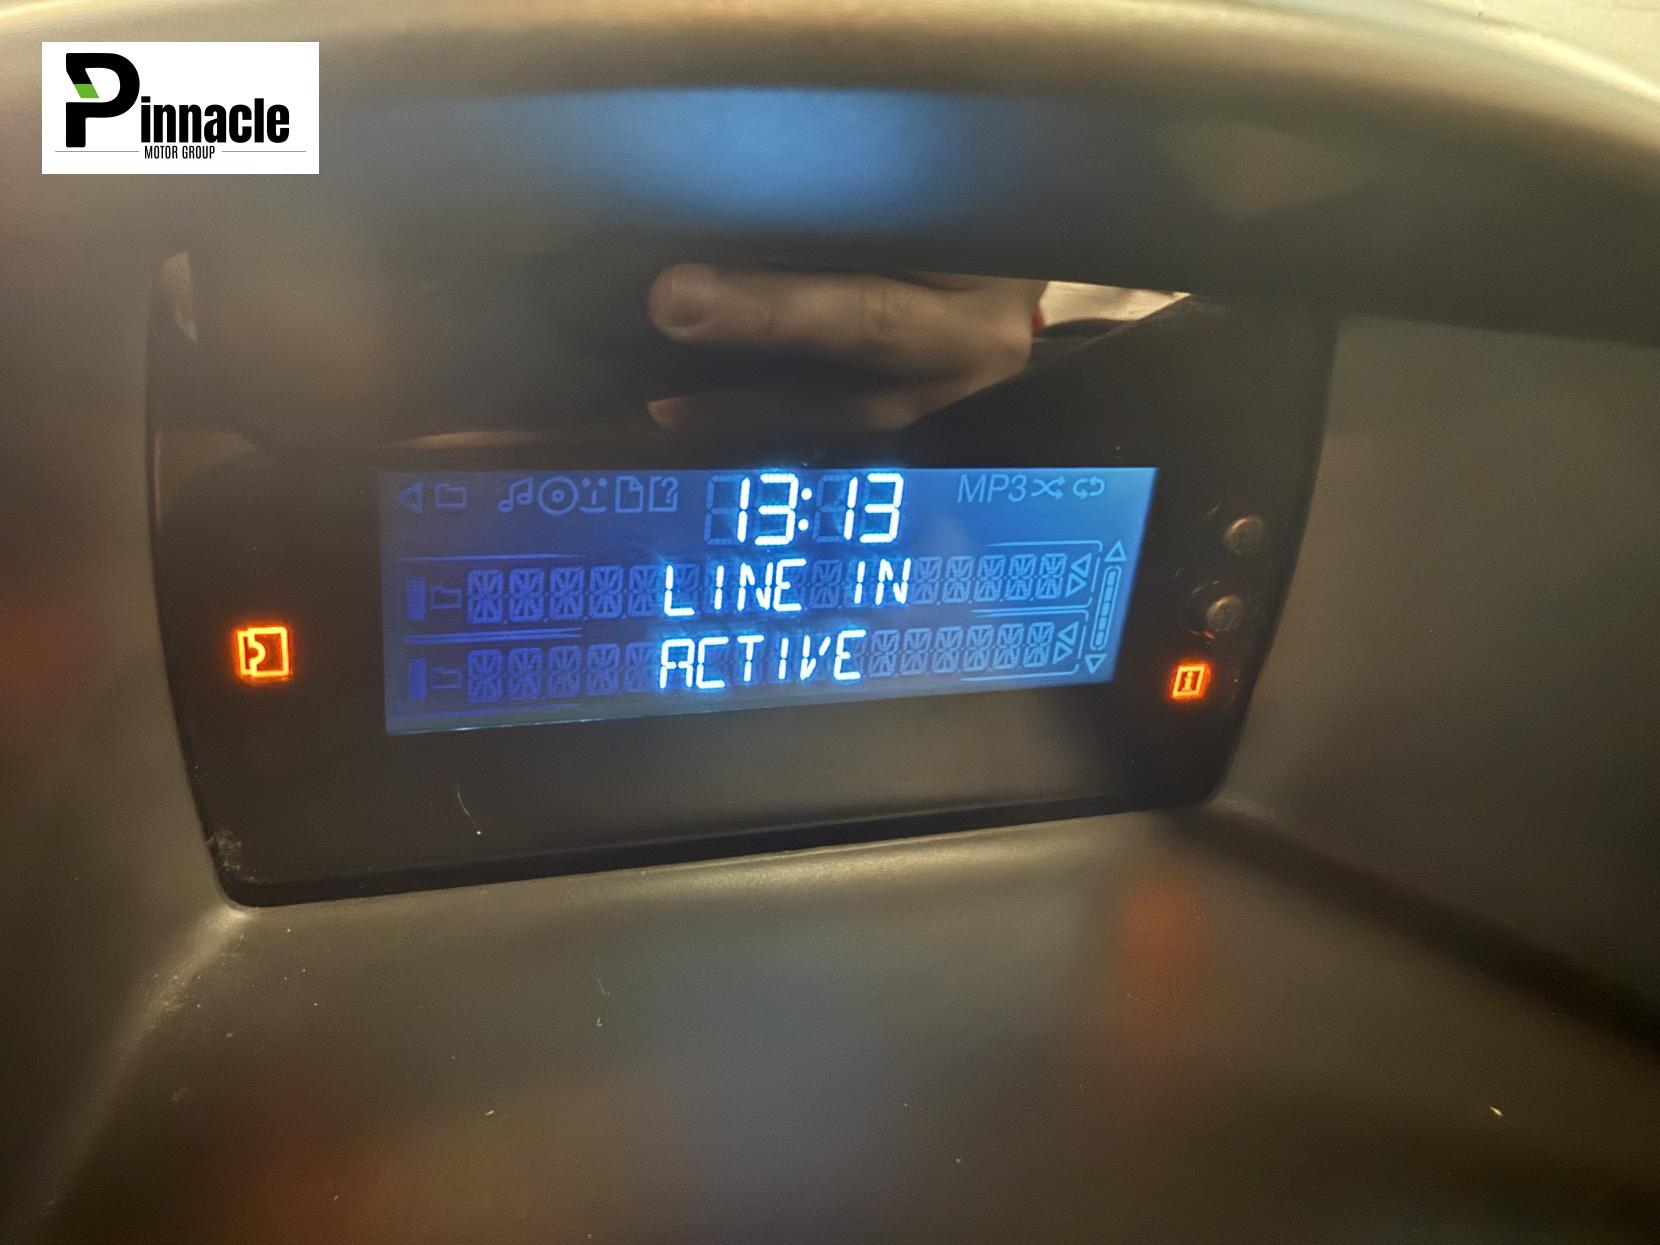 Pinnacle
MOTOR GROUP
13:13
MP3
LINE IN
ACTIVE